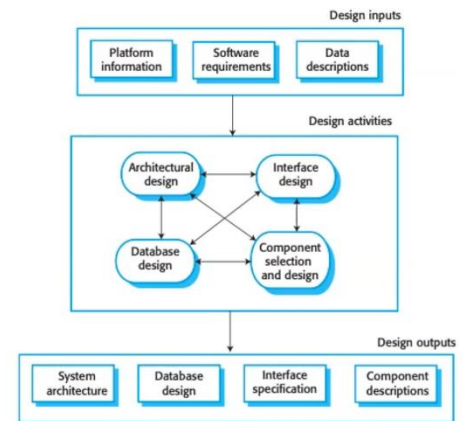 Design inputs
Platform
information
Software
requirements
Data
descriptions
Design activities
Architectural
design
Interface
design
Database
design
Component
selection
and design
Design outputs
System
architecture
Database
design
Interface
specification
Component
descriptions